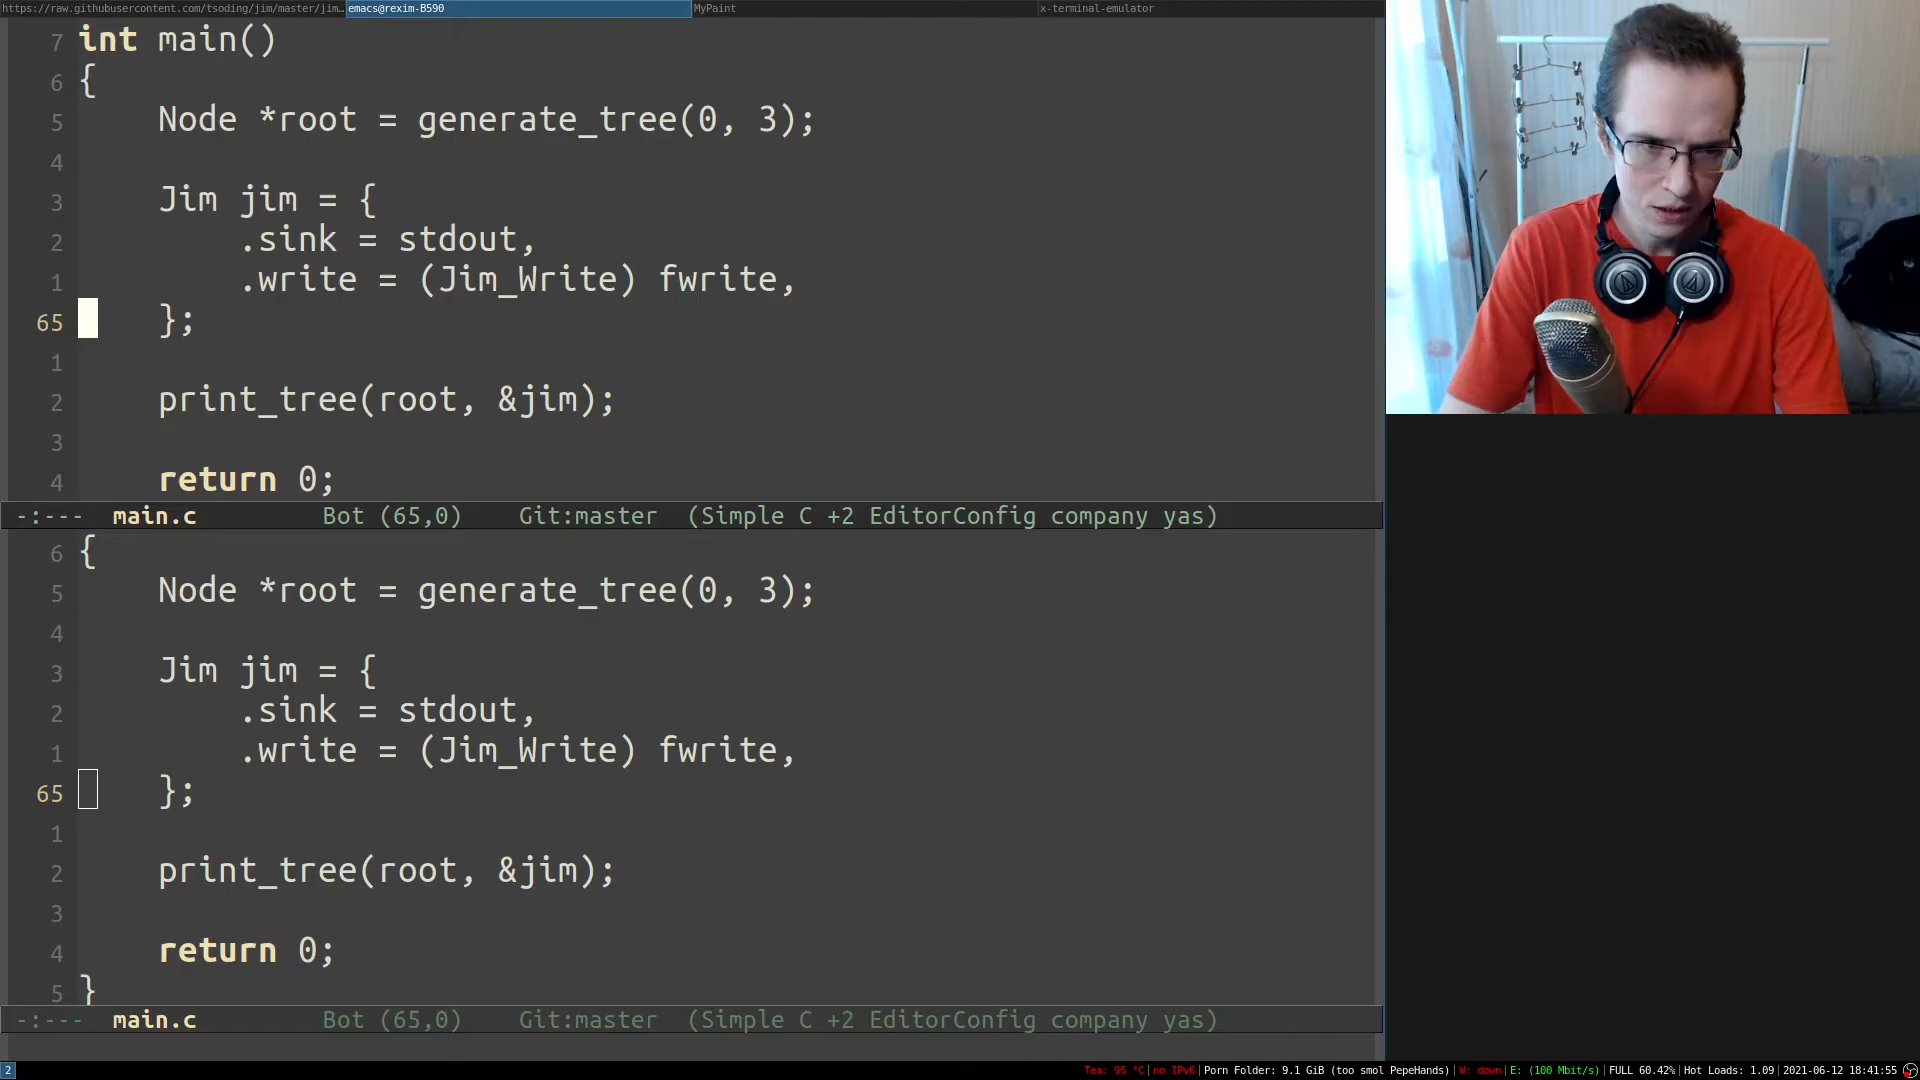 https://raw.githubusercontent.com/tsoding/jim/master/jim... emacs@rexim-B590 MyPaint x-terminal-emulator
7 int main()
6 {
5 Node *root = generate_tree(0, 3);
4
3 Jim jim = {
2 .sink = stdout,
1 .write = (Jim_Write) fwrite,
65 };
1
2 print_tree(root, &jim);
3
4 return 0;
-:--- main.c Bot (65,0) Git:master (Simple C +2 EditorConfig company yas)
6 {
5 Node *root = generate_tree(0, 3);
4
3 Jim jim = {
2 .sink = stdout,
1 .write = (Jim_Write) fwrite,
65 };
1
2 print_tree(root, &jim);
3
4 return 0;
5 }
-:--- main.c Bot (65,0) Git:master (Simple C +2 EditorConfig company yas)
2 Tea: 95 °C|no IPv6|Porn Folder: 9.1 GiB (too smol PepeHands)|W: down|E: (100 Mbit/s)|FULL 60.42%|Hot Loads: 1.09|2021-06-12 18:41:55